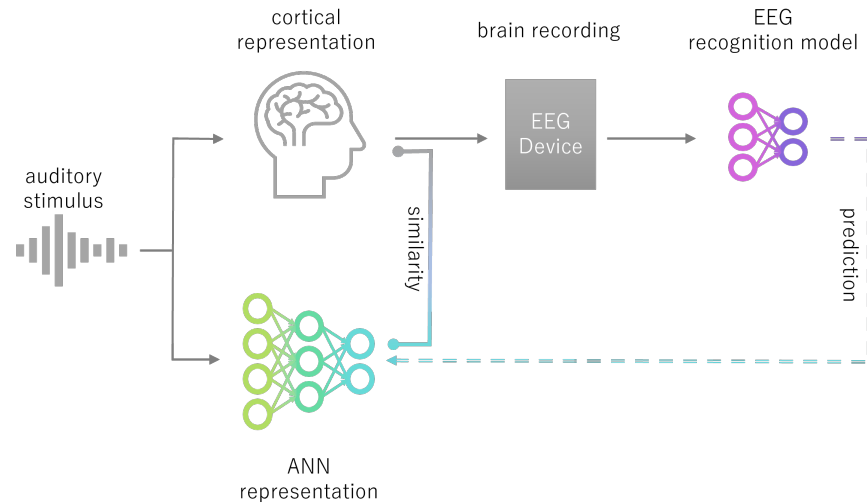 cortical
representation
brain recording
EEG
recognition model
EEG
Device
auditory
stimulus
similarity
prediction
ANN
representation